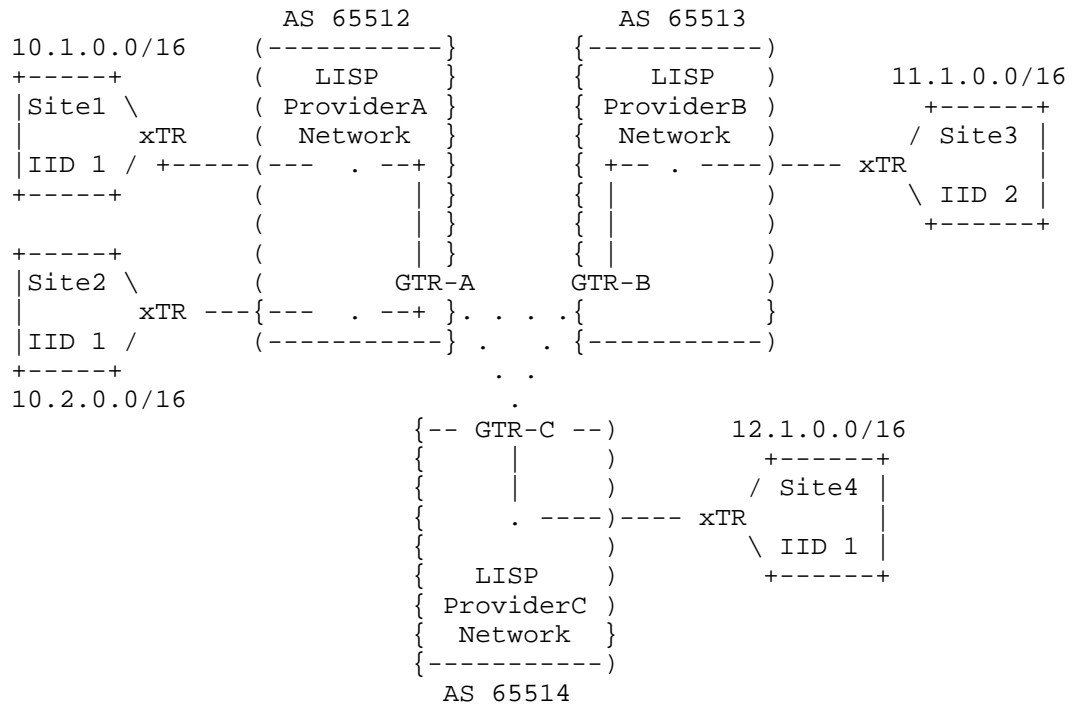 AS 65512             AS 65513
10.1.0.0/16    (-----------}        {-----------)
+-----+        (   LISP    }        {   LISP    )       11.1.0.0/16
|Site1 \       ( ProviderA }        { ProviderB )         +------+
|      xTR     (  Network  }        {  Network  )        / Site3 |
|IID 1 / +-----(---  . --+ }        { +-- . ----)---- xTR        |
+-----+        (         | }        { |         )        \ IID 2 |
               (         | }        { |         )         +------+
+-----+        (         | }        { |         )
|Site2 \       (        GTR-A      GTR-B        )
|      xTR ---{---   . --+ }. . . .{           }
|IID 1 /       (-----------} .   . {-----------)
+-----+                       . .
10.2.0.0/16                    .
                         {-- GTR-C --)       12.1.0.0/16
                         {     |     )         +------+
                         {     |     )        / Site4 |
                         {     . ----)---- xTR        |
                         {           )        \ IID 1 |
                         {   LISP    )         +------+
                         { ProviderC )
                         {  Network  }
                         {-----------)
                           AS 65514